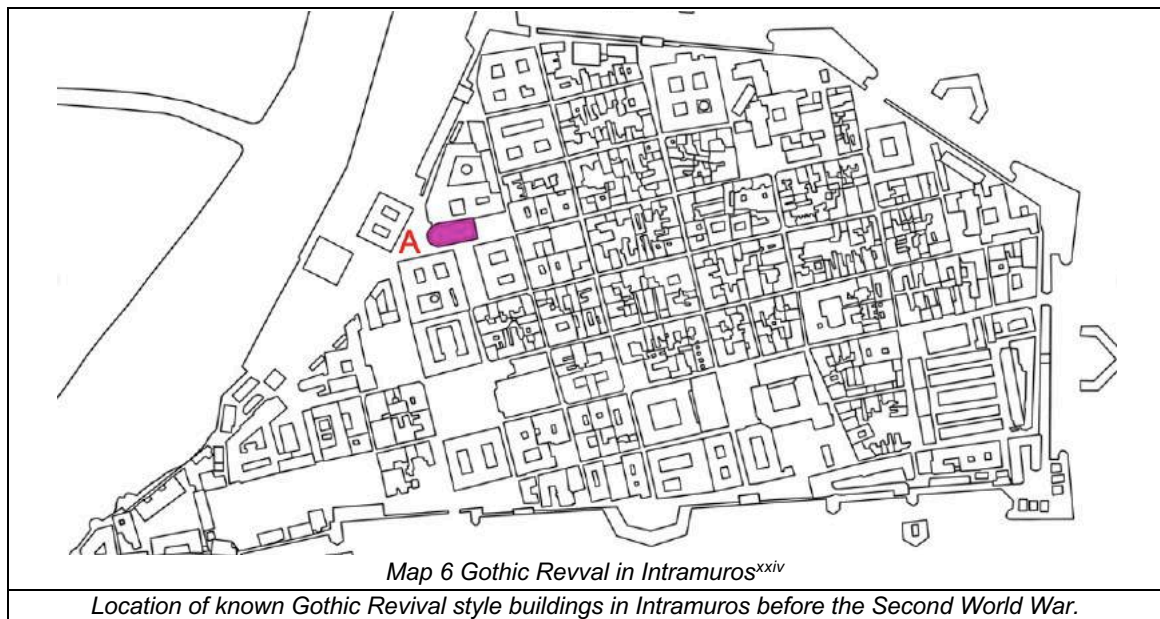 A
Map 6 Gothic Revval in Intramurosxxiv
Location of known Gothic Revival style buildings in Intramuros before the Second World War.